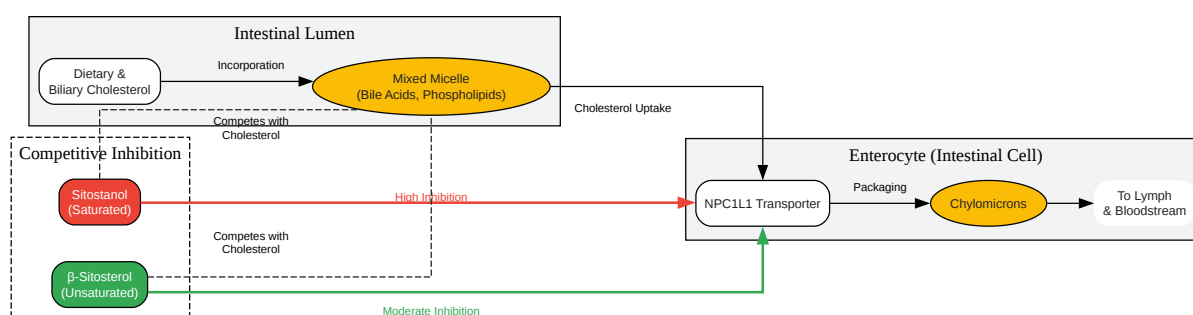 Intestinal Lumen
Dietary &
Biliary Cholesterol
Incorporation
Mixed Micelle
(Bile Acids, Phospholipids)
Cholesterol Uptake
Competes with
Cholesterol
Competitive Inhibition
Sitostanol
(Saturated)
High Inhibition
Enterocyte (Intestinal Cell)
NPC1L1 Transporter
Packaging
Chylomicrons
To Lymph
& Bloodstream
Competes with
Cholesterol
β-Sitosterol
(Unsaturated)
Moderate Inhibition